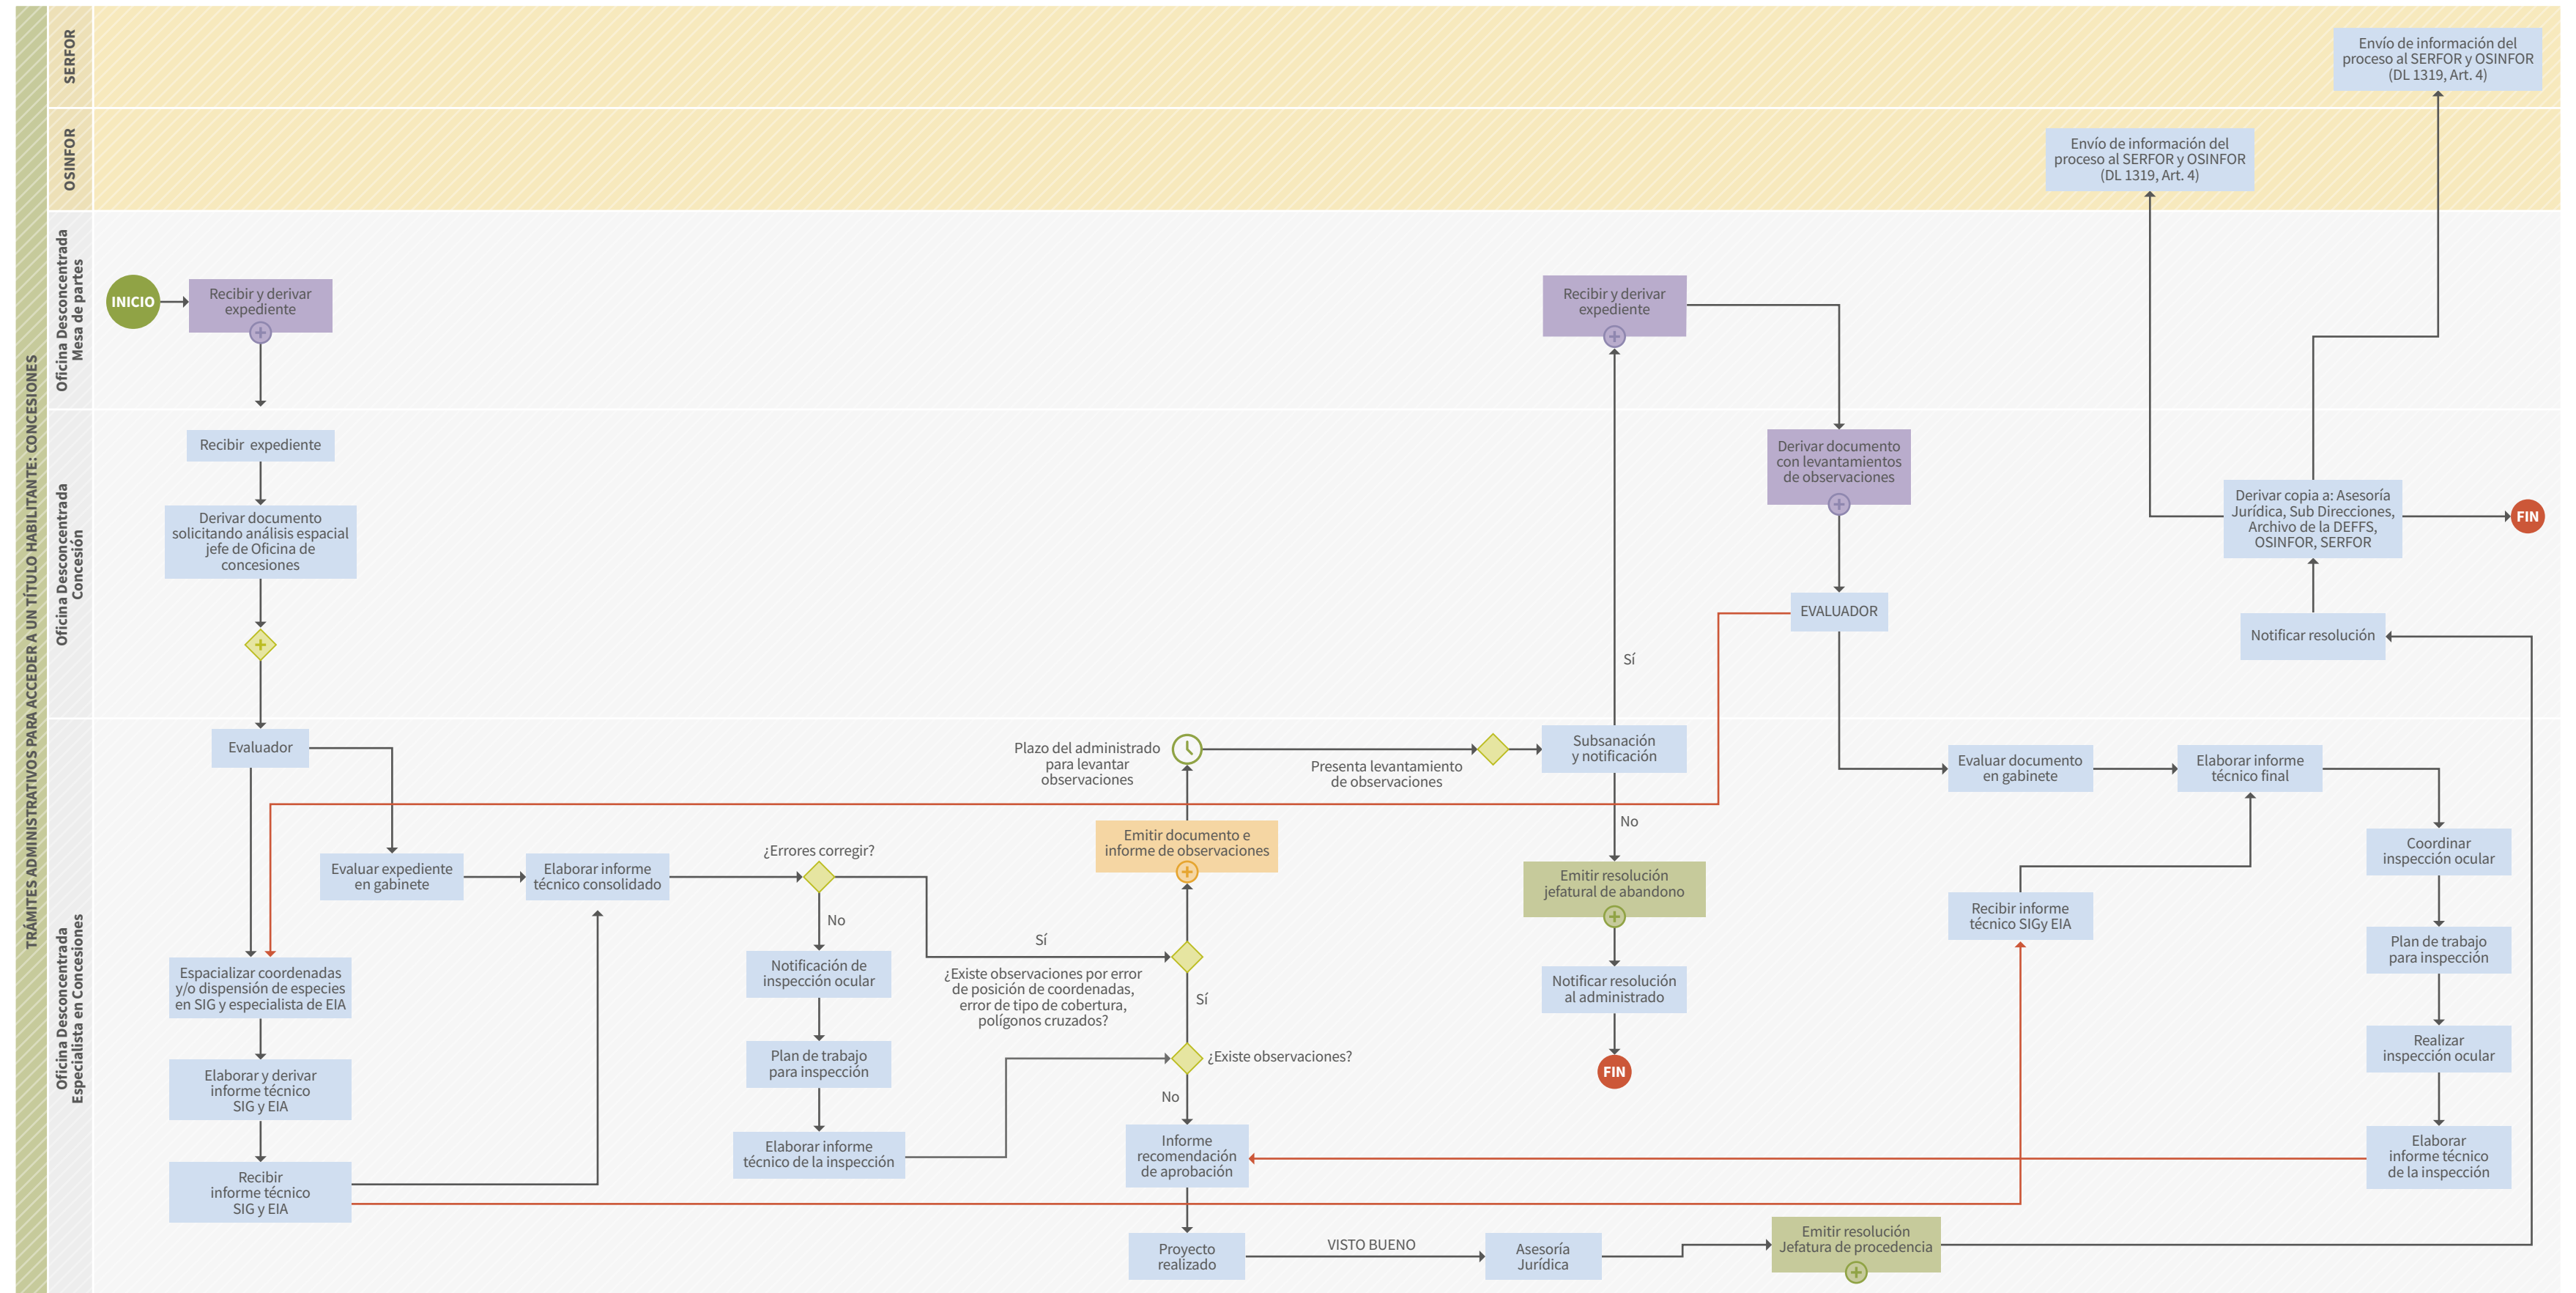 TRÁMITES ADMINISTRATIVOS PARA ACCEDER A UN TÍTULO HABILITANTE: CONCESIONES
SERFOR
Envío de información del
proceso al SERFOR y OSINFOR
(DL 1319, Art. 4)
OSINFOR
Envío de información del
proceso al SERFOR y OSINFOR
(DL 1319, Art. 4)
Oficina Desconcentrada
Mesa de partes
INICIO
Recibir y derivar
expediente
Recibir y derivar
expediente
Oficina Desconcentrada
Concesión
Recibir expediente
Derivar documento
solicitando análisis espacial
jefe de Oficina de
concesiones
Sí
Derivar documento
con levantamientos
de observaciones
EVALUADOR
Derivar copia a: Asesoría
Jurídica, Sub Direcciones,
Archivo de la DEFFS,
OSINFOR, SERFOR
FIN
Notificar resolución
Oficina Desconcentrada
Especialista en Concesiones
Evaluador
Evaluar expediente
en gabinete
Elaborar informe
técnico consolidado
Espacializar coordenadas
y/o dispensión de especies
en SIG y especialista de EIA
Elaborar y derivar
informe técnico
SIG y EIA
Recibir
informe técnico
SIG y EIA
¿Errores corregir?
No
Sí
Notificación de
inspección ocular
Plan de trabajo
para inspección
Elaborar informe
técnico de la inspección
¿Existe observaciones por error
de posición de coordenadas,
error de tipo de cobertura,
polígonos cruzados?
Plazo del administrado
para levantar
observaciones
Emitir documento e
informe de observaciones
Sí
¿Existe observaciones?
No
Informe
recomendación
de aprobación
Proyecto
realizado
VISTO BUENO
Asesoría
Jurídica
Emitir resolución
Jefatura de procedencia
Presenta levantamiento
de observaciones
Subsanación
y notificación
No
Emitir resolución
jefatural de abandono
Notificar resolución
al administrado
FIN
Evaluar documento
en gabinete
Elaborar informe
técnico final
Recibir informe
técnico SIGy EIA
Coordinar
inspección ocular
Plan de trabajo
para inspección
Realizar
inspección ocular
Elaborar
informe técnico
de la inspección